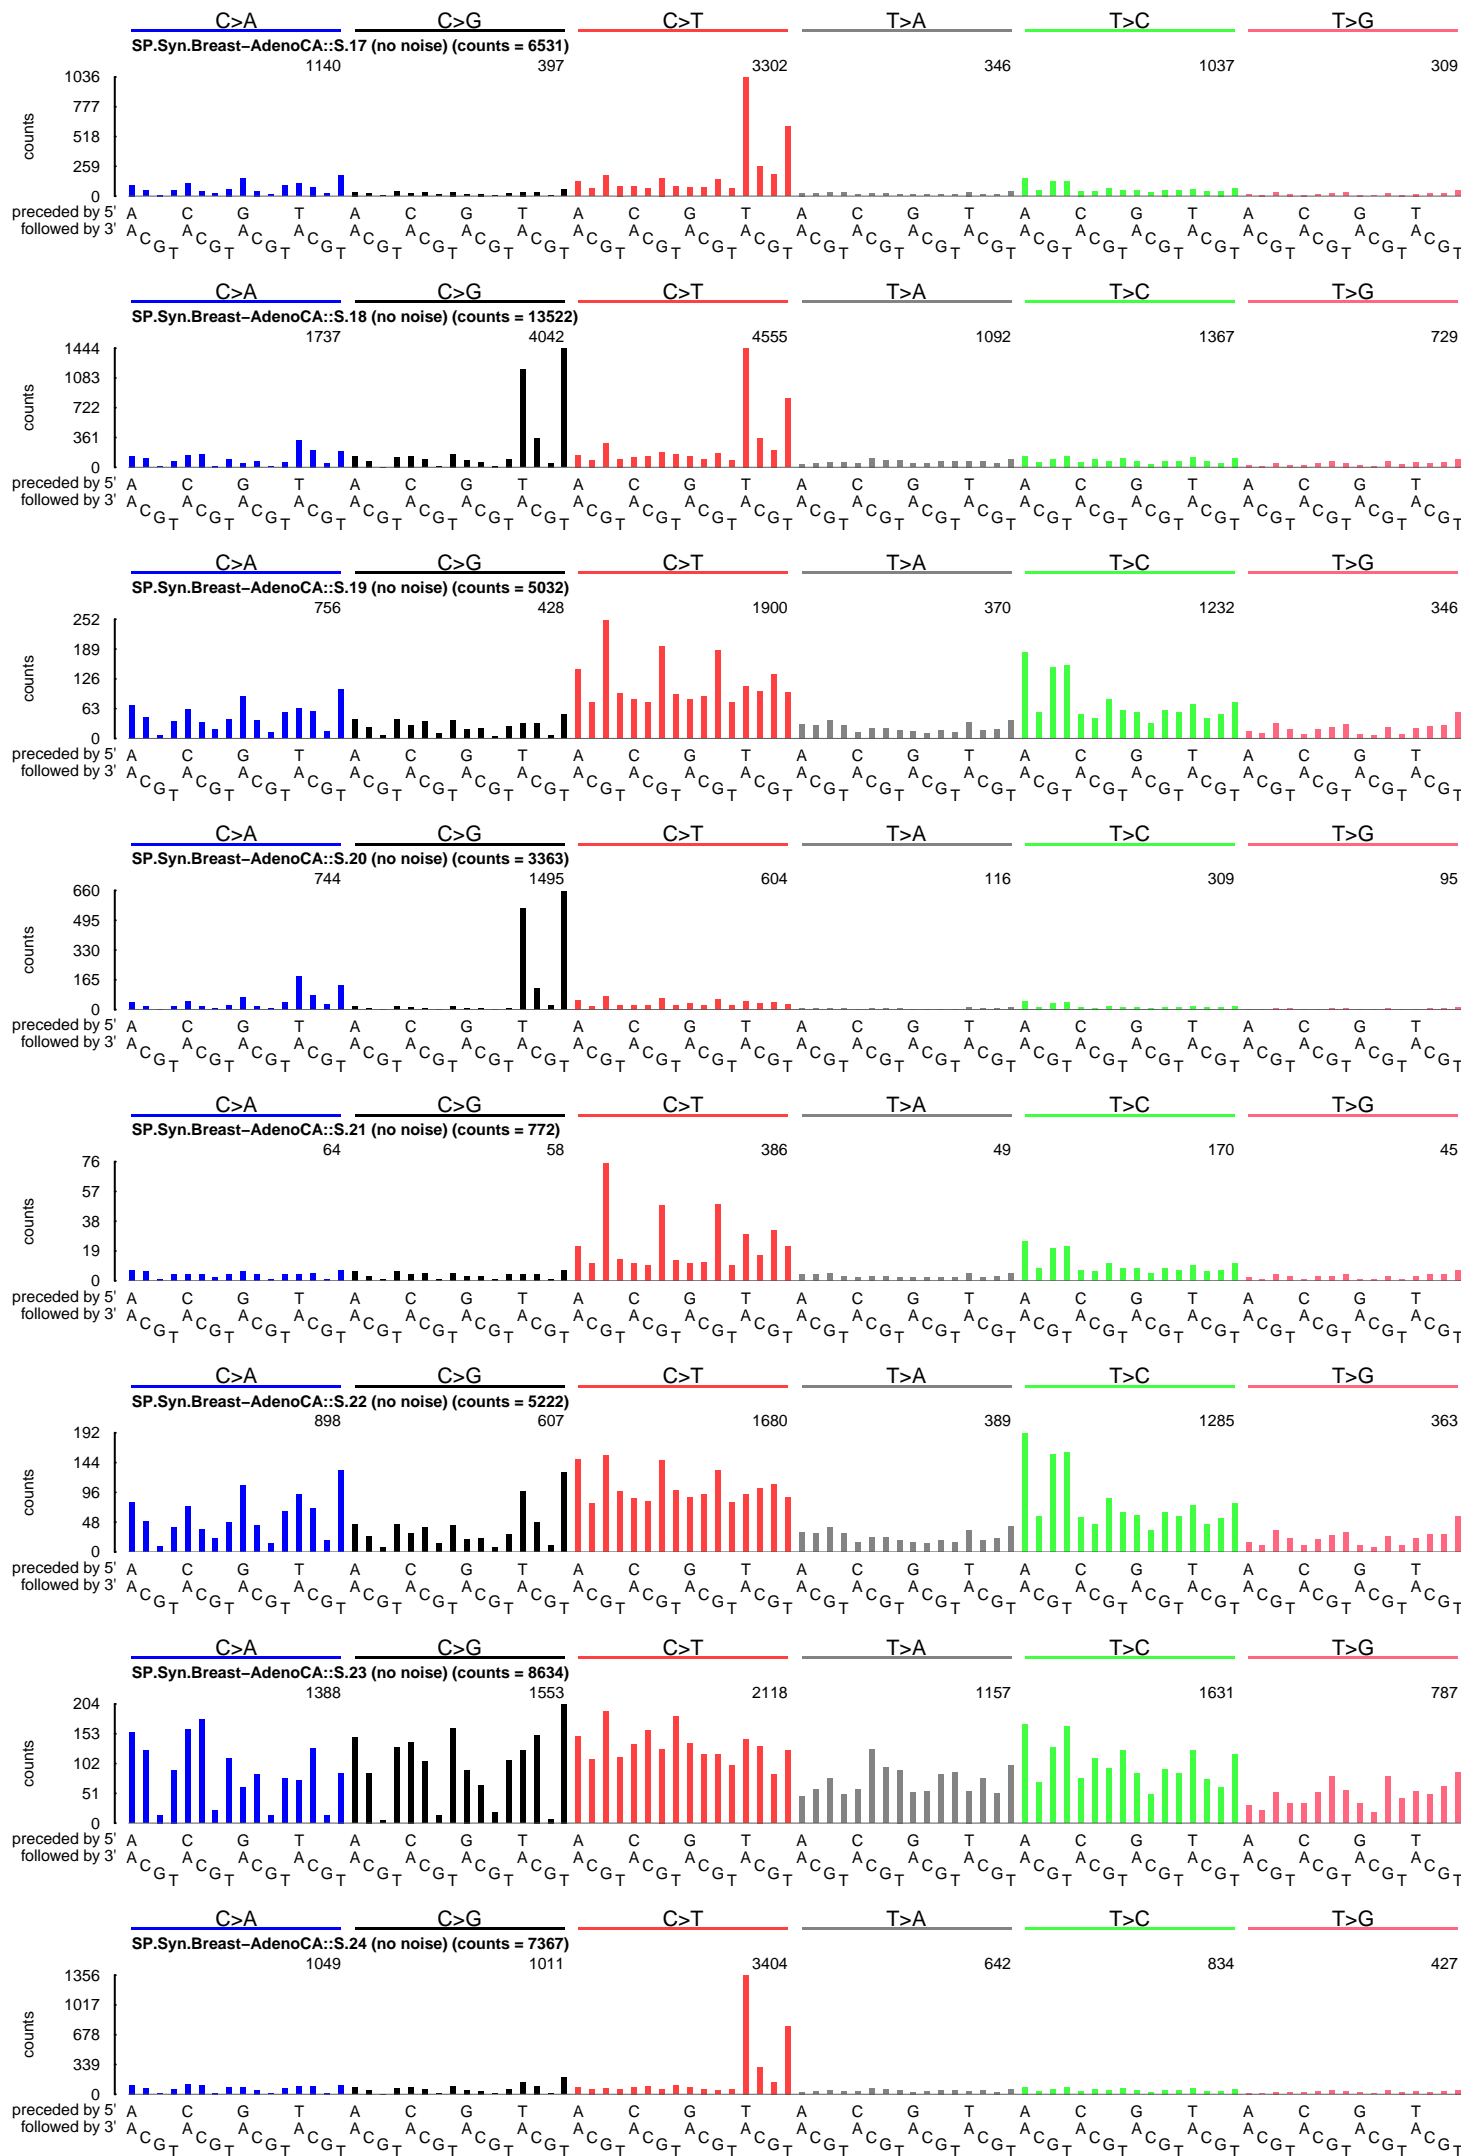 C>A C>G C>T T>A T>C T>G
SP.Syn.Breast–AdenoCA::S.17 (no noise) (counts = 6531)
1140 397 3302 346 1037 309
1036
777
518
259
0
counts
preceded by 5' A C G T A C G T A C G T A C G T A C G T A C G T
followed by 3' A C G T A C G T A C G T A C G T A C G T A C G T A C G T A C G T A C G T A C G T A C G T A C G T A C G T A C G T A C G T A C G T A C G T A C G T A C G T A C G T A C G T A C G T A C G T A C G T
C>A C>G C>T T>A T>C T>G
SP.Syn.Breast–AdenoCA::S.18 (no noise) (counts = 13522)
1737 4042 4555 1092 1367 729
1444
1083
722
361
0
counts
preceded by 5' A C G T A C G T A C G T A C G T A C G T A C G T
followed by 3' A C G T A C G T A C G T A C G T A C G T A C G T A C G T A C G T A C G T A C G T A C G T A C G T A C G T A C G T A C G T A C G T A C G T A C G T A C G T A C G T A C G T A C G T A C G T A C G T
C>A C>G C>T T>A T>C T>G
SP.Syn.Breast–AdenoCA::S.19 (no noise) (counts = 5032)
756 428 1900 370 1232 346
252
189
126
63
0
counts
preceded by 5' A C G T A C G T A C G T A C G T A C G T A C G T
followed by 3' A C G T A C G T A C G T A C G T A C G T A C G T A C G T A C G T A C G T A C G T A C G T A C G T A C G T A C G T A C G T A C G T A C G T A C G T A C G T A C G T A C G T A C G T A C G T A C G T
C>A C>G C>T T>A T>C T>G
SP.Syn.Breast–AdenoCA::S.20 (no noise) (counts = 3363)
744 1495 604 116 309 95
660
495
330
165
0
counts
preceded by 5' A C G T A C G T A C G T A C G T A C G T A C G T
followed by 3' A C G T A C G T A C G T A C G T A C G T A C G T A C G T A C G T A C G T A C G T A C G T A C G T A C G T A C G T A C G T A C G T A C G T A C G T A C G T A C G T A C G T A C G T A C G T A C G T
C>A C>G C>T T>A T>C T>G
SP.Syn.Breast–AdenoCA::S.21 (no noise) (counts = 772)
64 58 386 49 170 45
76
57
38
19
0
counts
preceded by 5' A C G T A C G T A C G T A C G T A C G T A C G T
followed by 3' A C G T A C G T A C G T A C G T A C G T A C G T A C G T A C G T A C G T A C G T A C G T A C G T A C G T A C G T A C G T A C G T A C G T A C G T A C G T A C G T A C G T A C G T A C G T A C G T
C>A C>G C>T T>A T>C T>G
SP.Syn.Breast–AdenoCA::S.22 (no noise) (counts = 5222)
898 607 1680 389 1285 363
192
144
96
48
0
counts
preceded by 5' A C G T A C G T A C G T A C G T A C G T A C G T
followed by 3' A C G T A C G T A C G T A C G T A C G T A C G T A C G T A C G T A C G T A C G T A C G T A C G T A C G T A C G T A C G T A C G T A C G T A C G T A C G T A C G T A C G T A C G T A C G T A C G T
C>A C>G C>T T>A T>C T>G
SP.Syn.Breast–AdenoCA::S.23 (no noise) (counts = 8634)
1388 1553 2118 1157 1631 787
204
153
102
51
0
counts
preceded by 5' A C G T A C G T A C G T A C G T A C G T A C G T
followed by 3' A C G T A C G T A C G T A C G T A C G T A C G T A C G T A C G T A C G T A C G T A C G T A C G T A C G T A C G T A C G T A C G T A C G T A C G T A C G T A C G T A C G T A C G T A C G T A C G T
C>A C>G C>T T>A T>C T>G
SP.Syn.Breast–AdenoCA::S.24 (no noise) (counts = 7367)
1049 1011 3404 642 834 427
1356
1017
678
339
0
counts
preceded by 5' A C G T A C G T A C G T A C G T A C G T A C G T
followed by 3' A C G T A C G T A C G T A C G T A C G T A C G T A C G T A C G T A C G T A C G T A C G T A C G T A C G T A C G T A C G T A C G T A C G T A C G T A C G T A C G T A C G T A C G T A C G T A C G T